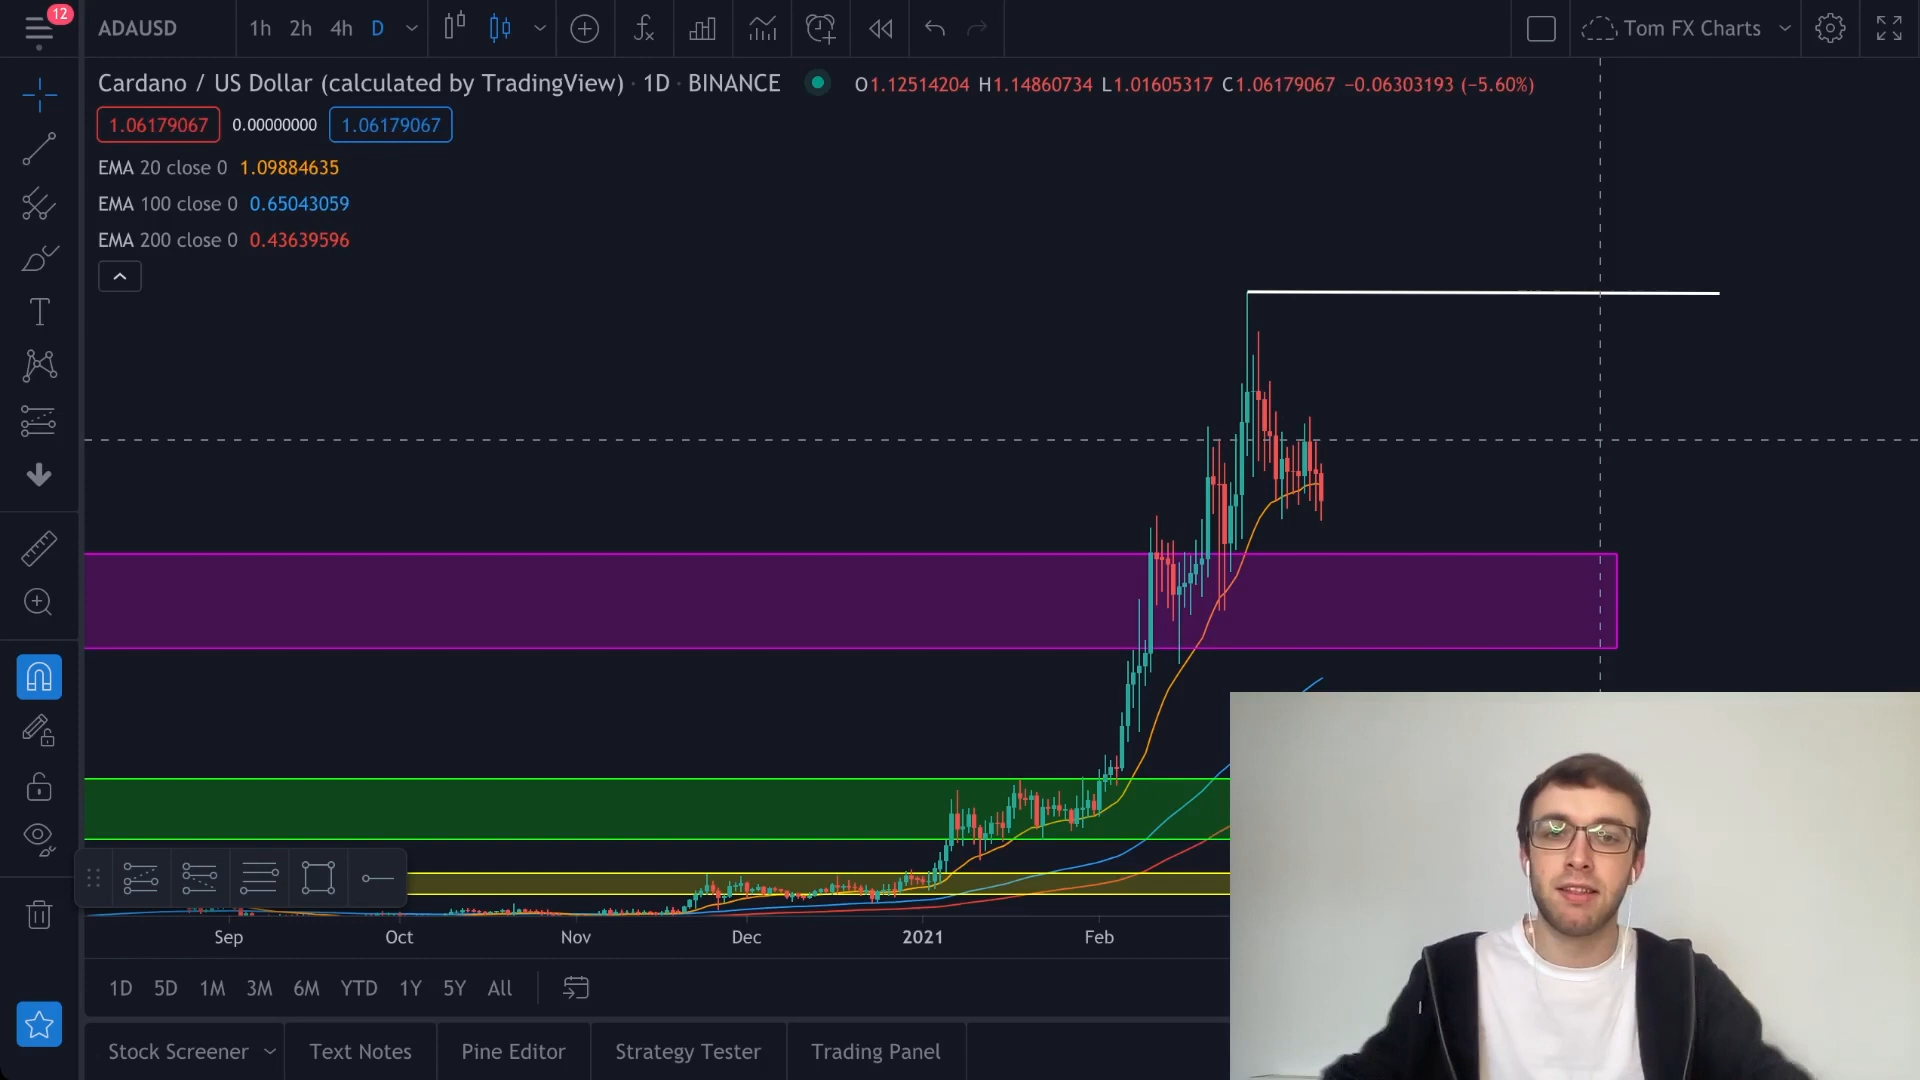 12
ADAUSD 1h 2h 4h D Tom FX Charts
Cardano / US Dollar (calculated by TradingView) · 1D · BINANCE O1.12514204 H1.14860734 L1.01605317 C1.06179067 −0.06303193 (−5.60%)
1.06179067 0.00000000 1.06179067
EMA 20 close 0 1.09884635
EMA 100 close 0 0.65043059
EMA 200 close 0 0.43639596
Sep Oct Nov Dec 2021 Feb
1D 5D 1M 3M 6M YTD 1Y 5Y All
Stock Screener Text Notes Pine Editor Strategy Tester Trading Panel